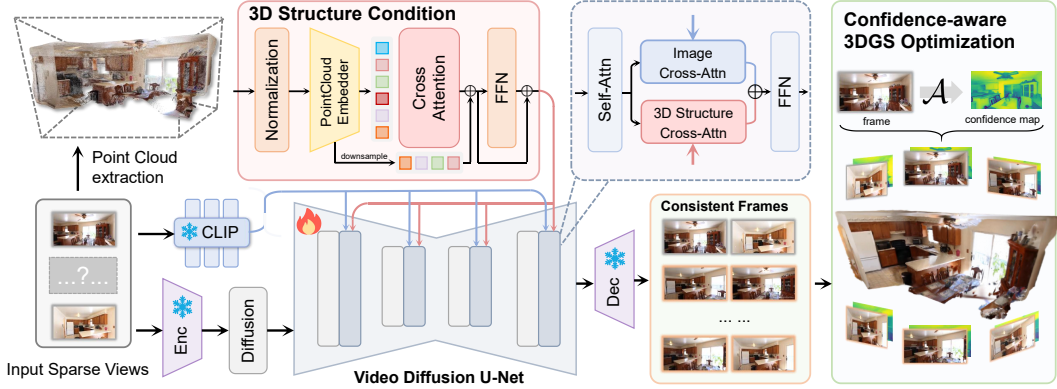 3D Structure Condition
Normalization
PointCloud
Embedder
Cross
Attention
FFN
downsample
Self-Attn
Image
Cross-Attn
3D Structure
Cross-Attn
FFN
Confidence-aware
3DGS Optimization
𝒜
frame
confidence map
Point Cloud
extraction
...?...
CLIP
Enc
Diffusion
Input Sparse Views
Video Diffusion U-Net
Dec
Consistent Frames
... ...